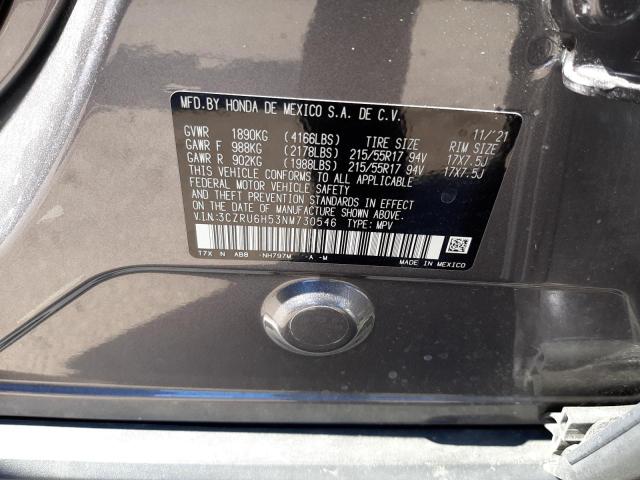 MFD. BY HONDA DE MEXICO S.A. DE C.V.
11/'21
GVWR 1890KG (4166LBS) TIRE SIZE RIM SIZE
GAWR F 988KG (2178LBS) 215/55R17 94V 17X7.5J
GAWR R 902KG (1988LBS) 215/55R17 94V 17X7.5J
THIS VEHICLE CONFORMS TO ALL APPLICABLE
FEDERAL MOTOR VEHICLE SAFETY STANDARDS IN EFFECT
ON THE DATE OF MANUFACTURE SHOWN ABOVE.
V.I.N:3CZRU6H53NM730546 TYPE: MPV
T7X N AB8 -NH797M -A -M MADE IN MEXICO